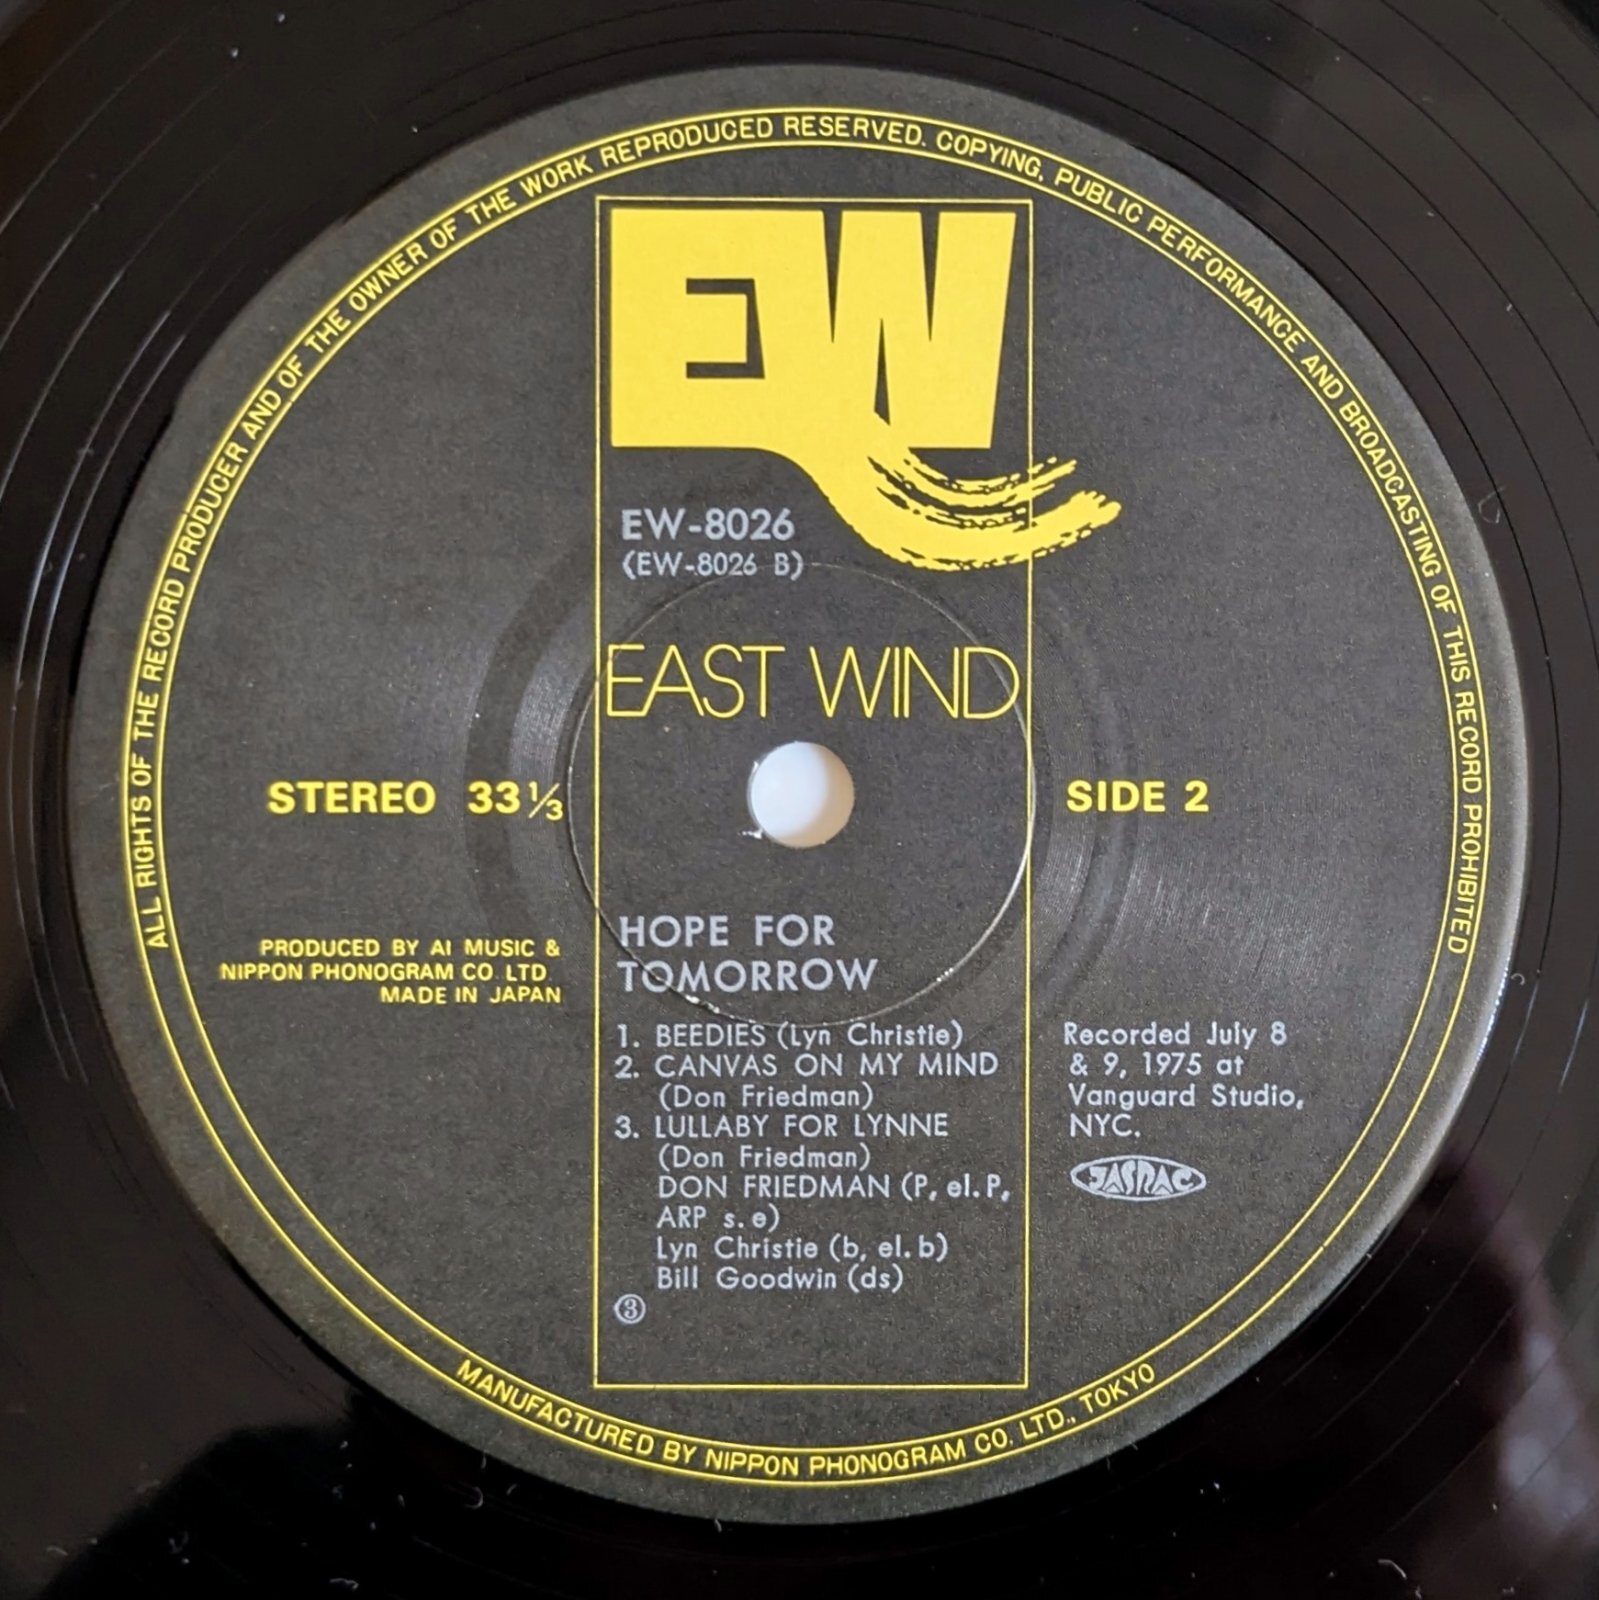 ALL RIGHTS OF THE RECORD PRODUCER AND OF THE OWNER OF THE WORK REPRODUCED RESERVED. COPYING, PUBLIC PERFORMANCE AND BROADCASTING OF THIS RECORD PROHIBITED
EW
EW-8026
(EW-8026 B)
EAST WIND
STEREO 33⅓
SIDE 2
PRODUCED BY AI MUSIC &
NIPPON PHONOGRAM CO. LTD.
MADE IN JAPAN
HOPE FOR
TOMORROW
1. BEEDIES (Lyn Christie)
2. CANVAS ON MY MIND
(Don Friedman)
3. LULLABY FOR LYNNE
(Don Friedman)
DON FRIEDMAN (P, el. P,
ARP s. e)
Lyn Christie (b, el. b)
Bill Goodwin (ds)
③
Recorded July 8
& 9, 1975 at
Vanguard Studio,
NYC.
JASRAC
MANUFACTURED BY NIPPON PHONOGRAM CO. LTD., TOKYO